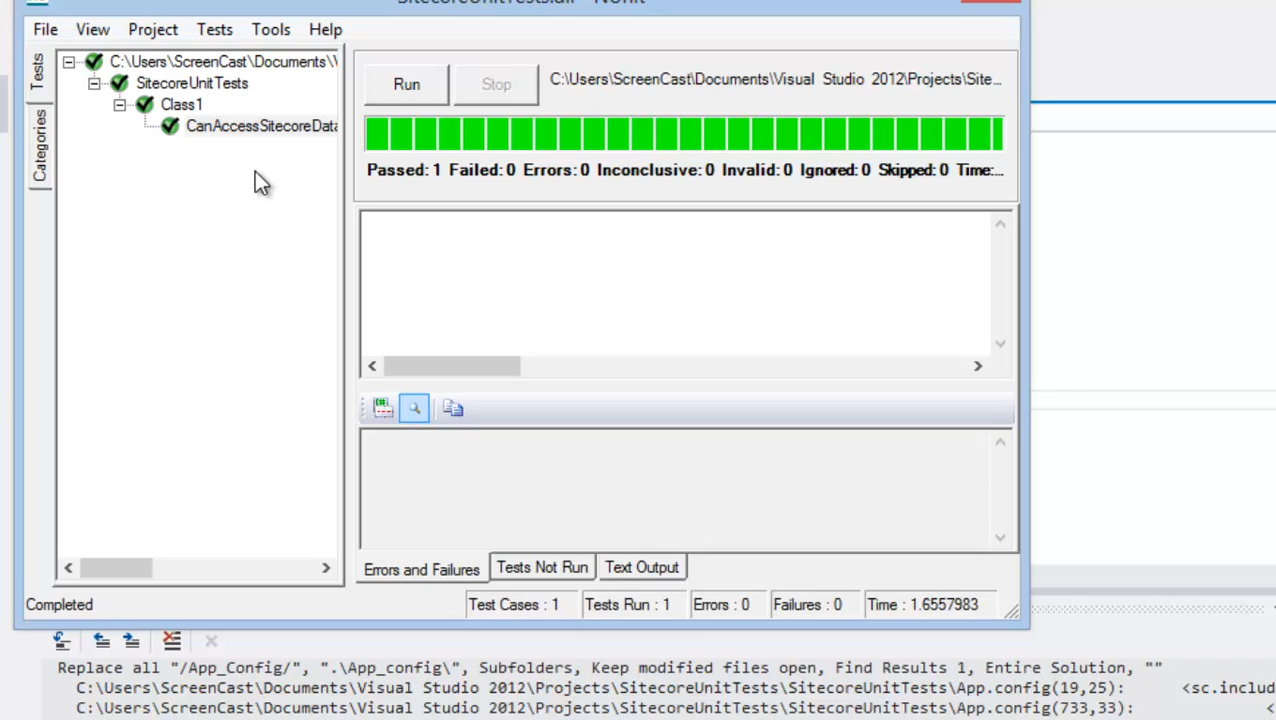 SitecoreUnitTests.dll - NUnit
File View Project Tests Tools Help
Tests
Categories
C:\Users\ScreenCast\Documents\V
SitecoreUnitTests
Class1
CanAccessSitecoreData
Run
Stop
C:\Users\ScreenCast\Documents\Visual Studio 2012\Projects\Site...
Passed: 1 Failed: 0 Errors: 0 Inconclusive: 0 Invalid: 0 Ignored: 0 Skipped: 0 Time:...
Errors and Failures
Tests Not Run
Text Output
Completed
Test Cases : 1
Tests Run : 1
Errors : 0
Failures : 0
Time : 1.6557983
Replace all "/App_Config/", ".\App_config\", Subfolders, Keep modified files open, Find Results 1, Entire Solution, ""
C:\Users\ScreenCast\Documents\Visual Studio 2012\Projects\SitecoreUnitTests\SitecoreUnitTests\App.config(19,25): <sc.includ
C:\Users\ScreenCast\Documents\Visual Studio 2012\Projects\SitecoreUnitTests\SitecoreUnitTests\App.config(733,33): <